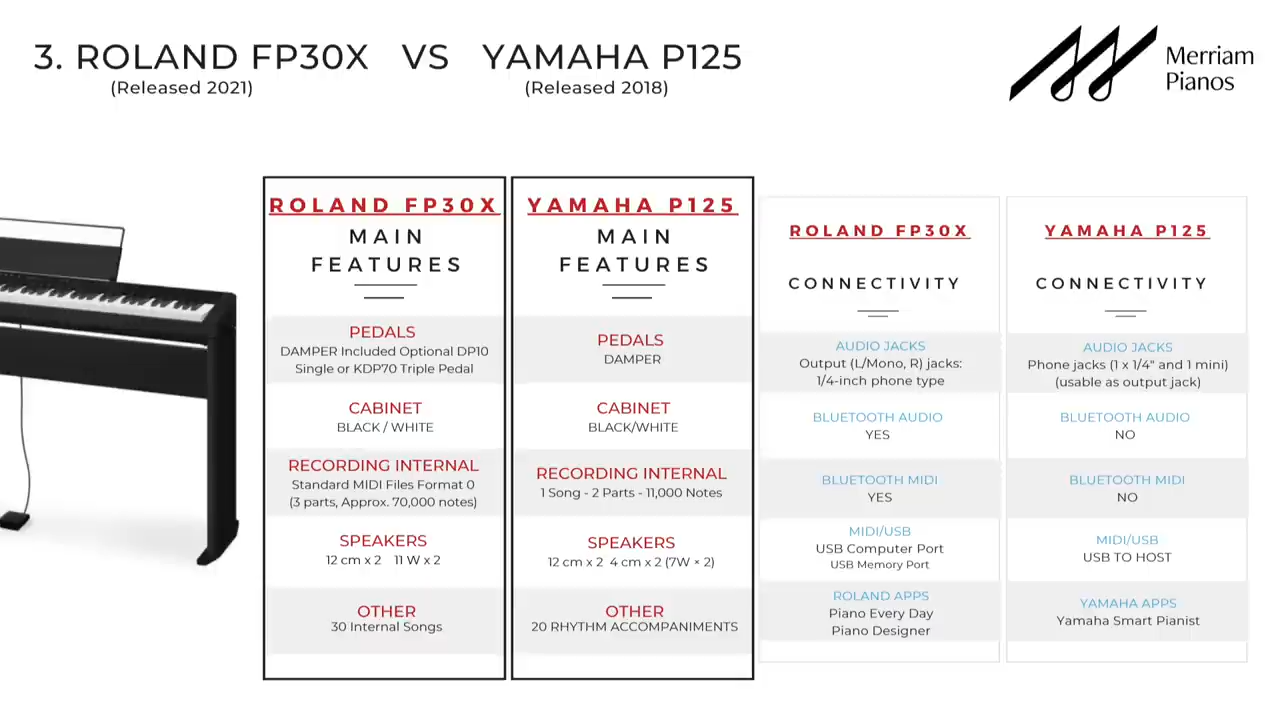 3. ROLAND FP30X VS YAMAHA P125
(Released 2021) (Released 2018)
Merriam
Pianos
ROLAND FP30X
MAIN
FEATURES
PEDALS
DAMPER Included Optional DP10
Single or KDP70 Triple Pedal
CABINET
BLACK / WHITE
RECORDING INTERNAL
Standard MIDI Files Format 0
(3 parts, Approx. 70,000 notes)
SPEAKERS
12 cm x 2 11 W x 2
OTHER
30 Internal Songs
YAMAHA P125
MAIN
FEATURES
PEDALS
DAMPER
CABINET
BLACK/WHITE
RECORDING INTERNAL
1 Song - 2 Parts - 11,000 Notes
SPEAKERS
12 cm x 2 4 cm x 2 (7W × 2)
OTHER
20 RHYTHM ACCOMPANIMENTS
ROLAND FP30X
CONNECTIVITY
AUDIO JACKS
Output (L/Mono, R) jacks:
1/4-inch phone type
BLUETOOTH AUDIO
YES
BLUETOOTH MIDI
YES
MIDI/USB
USB Computer Port
USB Memory Port
ROLAND APPS
Piano Every Day
Piano Designer
YAMAHA P125
CONNECTIVITY
AUDIO JACKS
Phone jacks (1 x 1/4" and 1 mini)
(usable as output jack)
BLUETOOTH AUDIO
NO
BLUETOOTH MIDI
NO
MIDI/USB
USB TO HOST
YAMAHA APPS
Yamaha Smart Pianist